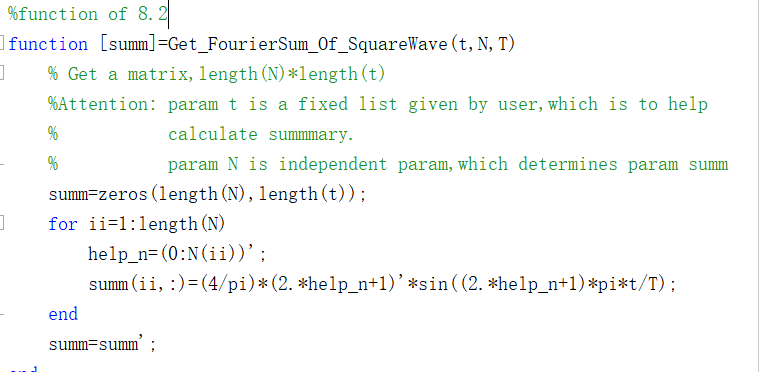 %function of 8.2
function [summ]=Get_FourierSum_Of_SquareWave(t,N,T)
% Get a matrix,length(N)*length(t)
%Attention: param t is a fixed list given by user,which is to help
% calculate summmary.
% param N is independent param,which determines param summ
summ=zeros(length(N),length(t));
for ii=1:length(N)
help_n=(0:N(ii))';
summ(ii,:)=(4/pi)*(2.*help_n+1)'*sin((2.*help_n+1)*pi*t/T);
end
summ=summ';
end